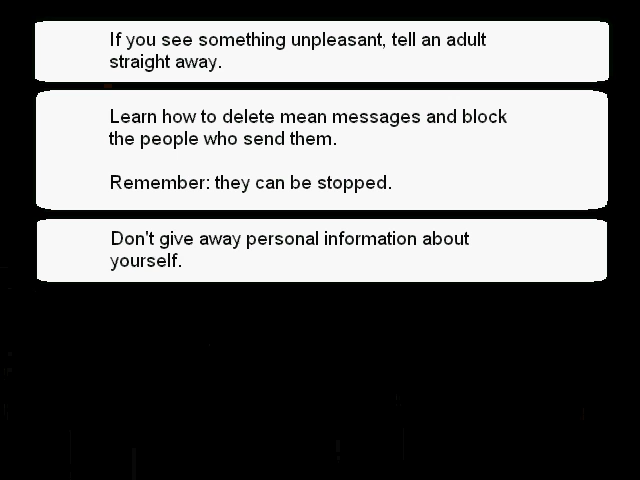 If you see something unpleasant, tell an adult
straight away.
Learn how to delete mean messages and block
the people who send them.
Remember: they can be stopped.
Don't give away personal information about
yourself.